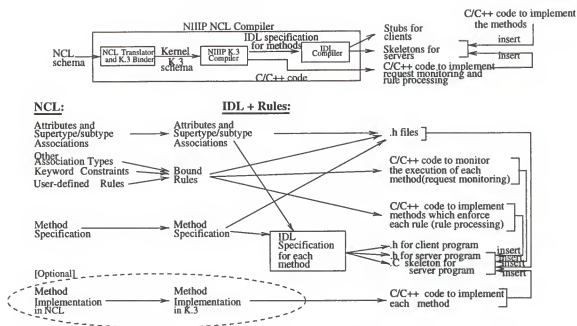 NIIIP NCL Compiler
C/C++ code to implement
the methods
NCL
schema
NCL Translator
and K.3 Binder
Kernel
K.3
schema
NIIIP K.3
Compiler
IDL specification
for methods
IDL
Compiler
C/C++ code
Stubs for
clients
Skeletons for
servers
C/C++ code to implement
request monitoring and
rule processing
insert
insert
NCL:
IDL + Rules:
Attributes and
Supertype/subtype
Associations
Attributes and
Supertype/subtype
Associations
.h files
Other
Association Types
Keyword Constraints
User-defined Rules
Bound
Rules
C/C++ code to monitor
the execution of each
method(request monitoring)
C/C++ code to implement
methods which enforce
each rule (rule processing)
Method
Specification
Method
Specification
IDL
Specification
for each
method
.h for client program
.h for server program
.C skeleton for
server program
insert
insert
insert
[Optional]
Method
Implementation
in NCL
Method
Implementation
in K.3
C/C++ code to implement
each method